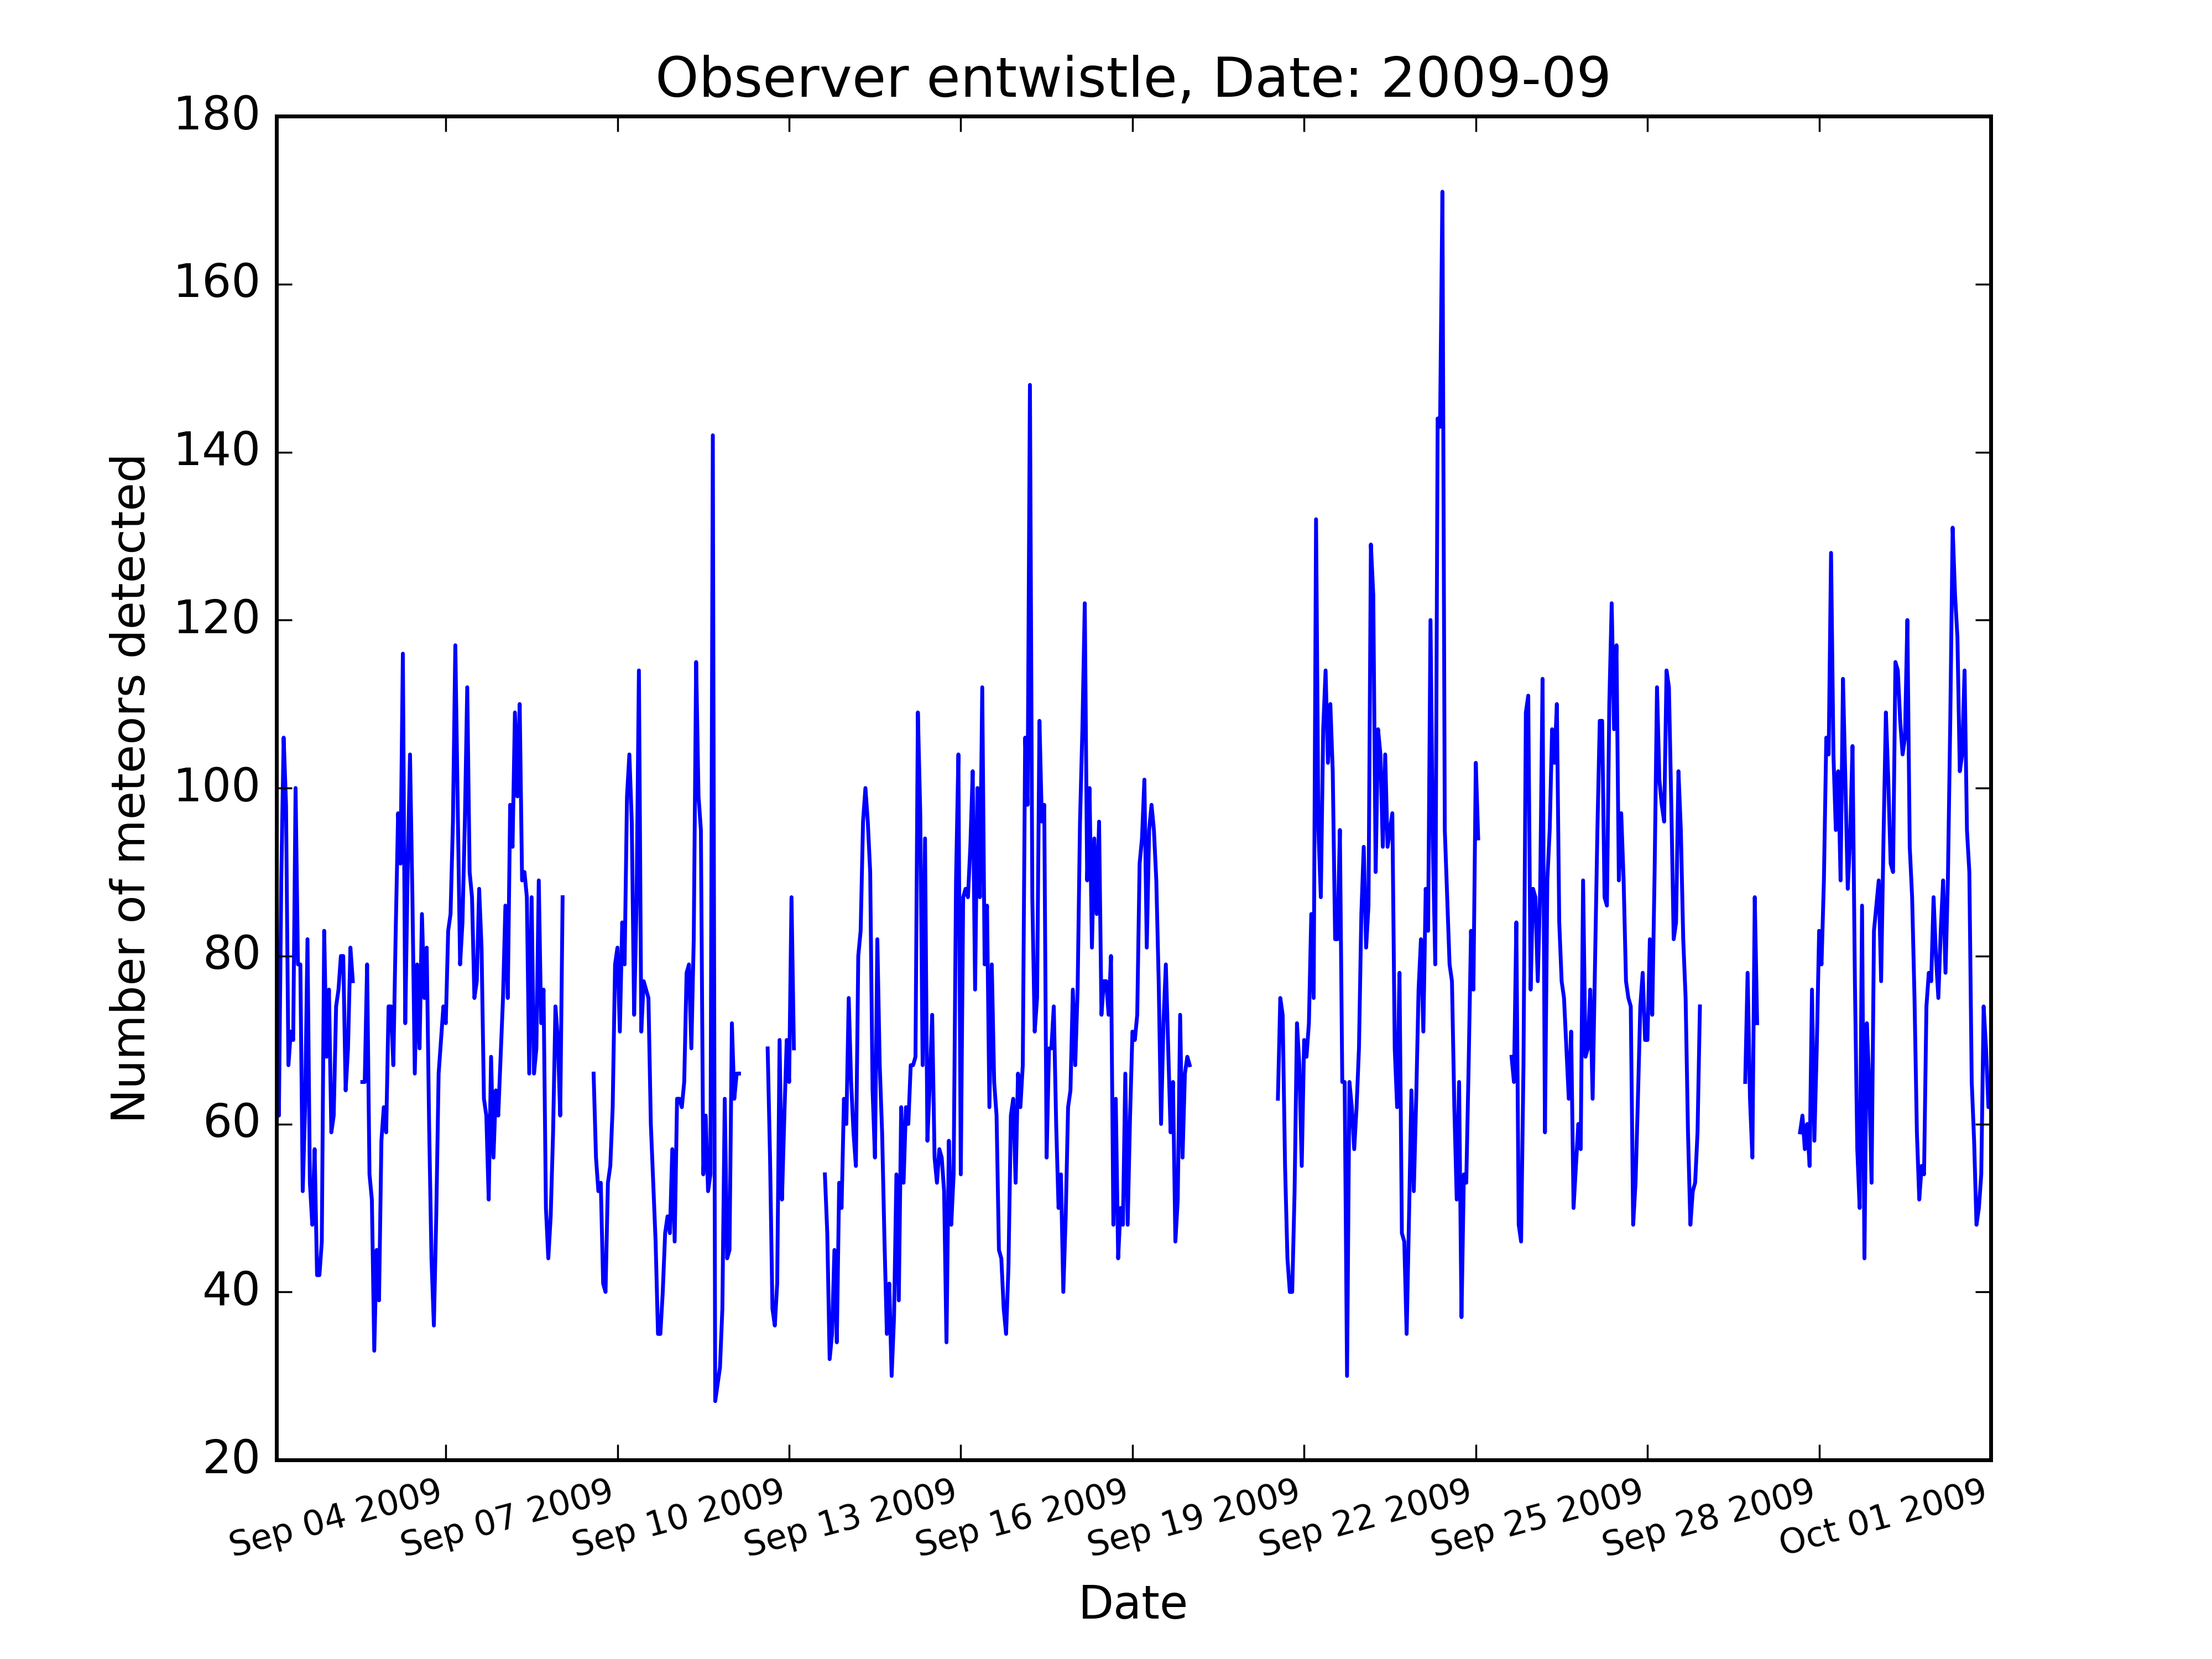 Observer entwistle, Date: 2009-09
Number of meteors detected
180
160
140
120
100
80
60
40
20
Sep 04 2009
Sep 07 2009
Sep 10 2009
Sep 13 2009
Sep 16 2009
Sep 19 2009
Sep 22 2009
Sep 25 2009
Sep 28 2009
Oct 01 2009
Date